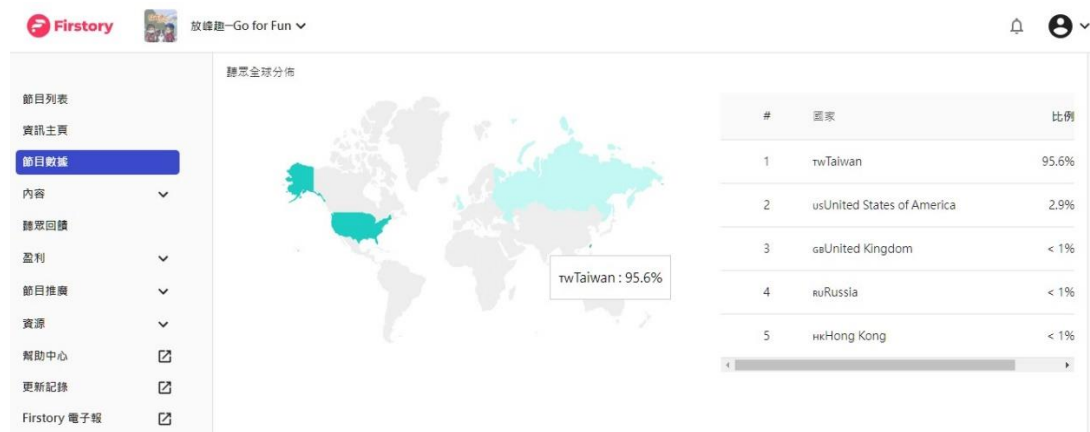 Firstory
放峰趣—Go for Fun
聽眾全球分佈
節目列表
資訊主頁
節目數據
內容
聽眾回饋
盈利
節目推廣
資源
幫助中心
更新記錄
Firstory 電子報
TWTaiwan : 95.6%
# 國家 比例
1 TWTaiwan 95.6%
2 USUnited States of America 2.9%
3 GBUnited Kingdom < 1%
4 RURussia < 1%
5 HKHong Kong < 1%